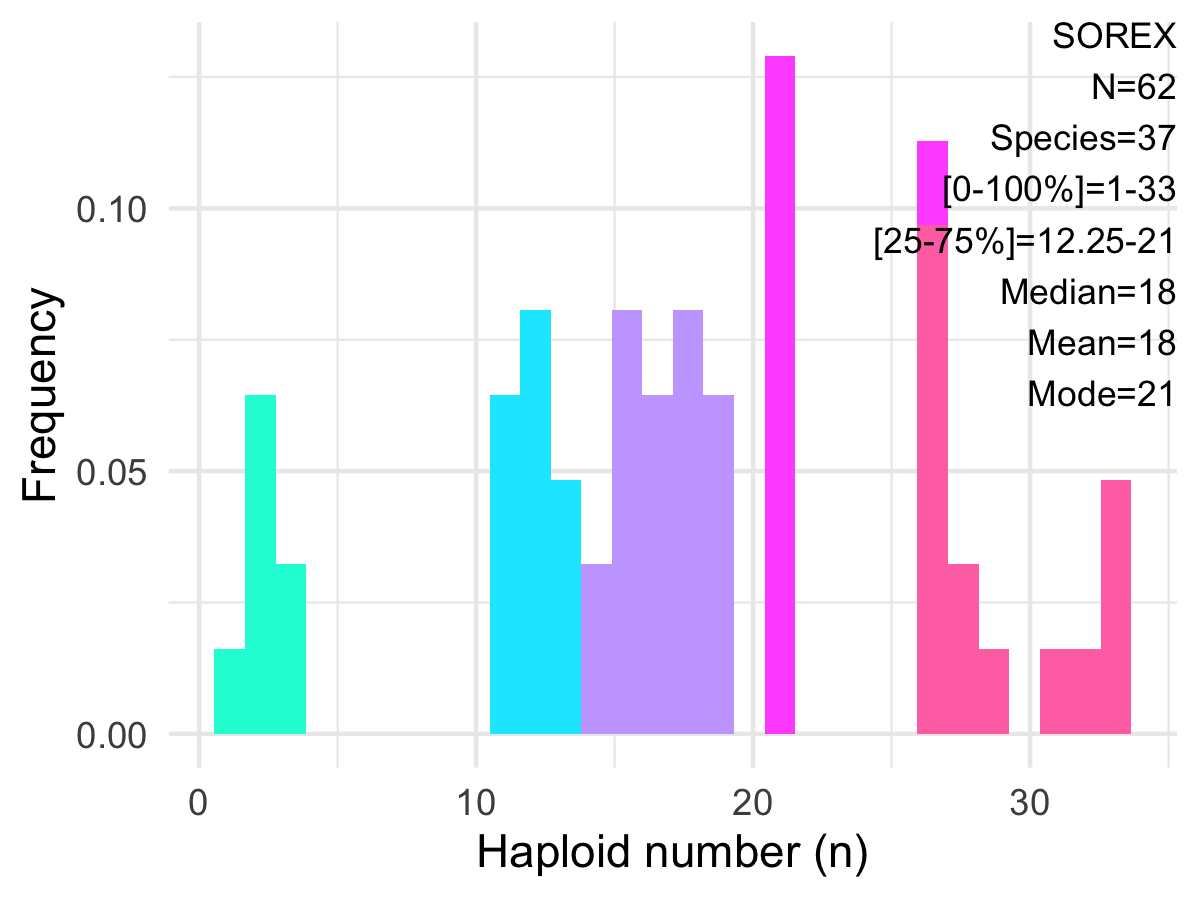 SOREX
N=62
Species=37
[0-100%]=1-33
[25-75%]=12.25-21
Median=18
Mean=18
Mode=21
Frequency
0.10
0.05
0.00
0 10 20 30
Haploid number (n)